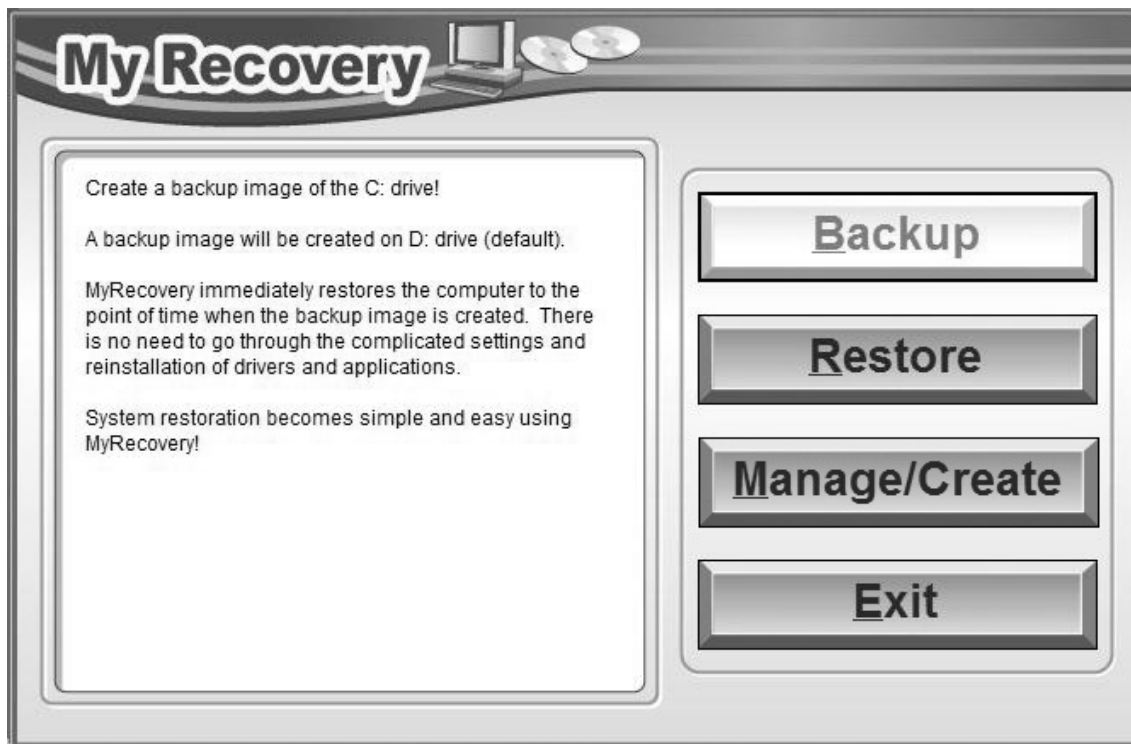 My Recovery
Create a backup image of the C: drive!
A backup image will be created on D: drive (default).
MyRecovery immediately restores the computer to the
point of time when the backup image is created. There
is no need to go through the complicated settings and
reinstallation of drivers and applications.
System restoration becomes simple and easy using
MyRecovery!
Backup
Restore
Manage/Create
Exit